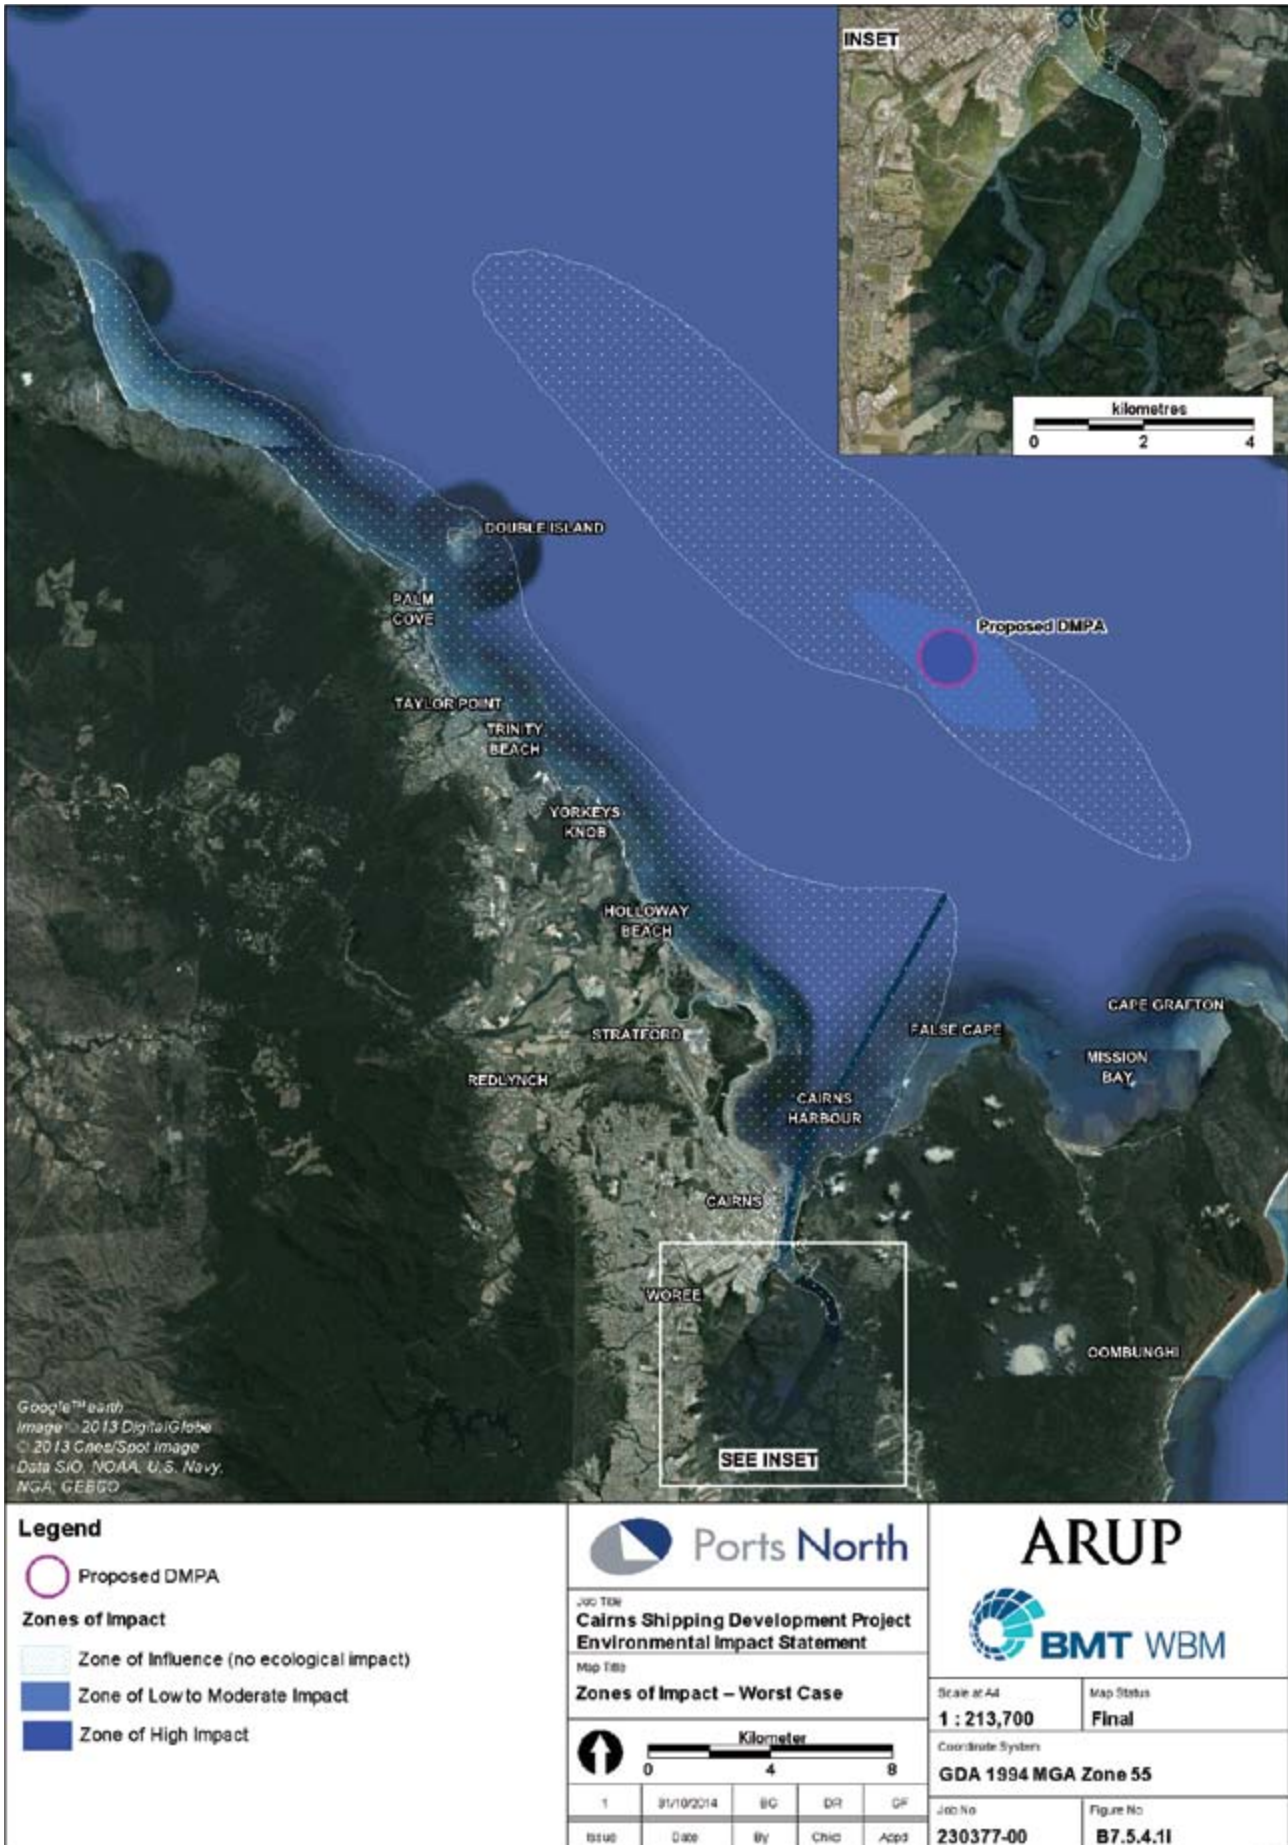 INSET
kilometres
0 2 4
DOUBLE ISLAND
PALM
COVE
Proposed DMPA
TAYLOR POINT
TRINITY
BEACH
YORKEYS
KNOB
HOLLOWAY
BEACH
CAPE GRAFTON
STRATFORD
FALSE CAPE
MISSION
BAY
REDLYNCH
CAIRNS
HARBOUR
CAIRNS
WOREE
OOMBUNGHI
SEE INSET
Google™earth
Image © 2013 DigitalGlobe
© 2013 Cnes/Spot Image
Data SIO, NOAA, U.S. Navy,
NGA, GEBCO
Legend
Proposed DMPA
Zones of Impact
Zone of Influence (no ecological impact)
Zone of Low to Moderate Impact
Zone of High Impact
Ports North
Job Title
Cairns Shipping Development Project
Environmental Impact Statement
Map Title
Zones of Impact – Worst Case
Kilometer
0 4 8
1 31/10/2014 BG DR GF
Issue Date By Chkd Appd
ARUP
BMT WBM
Scale at A4
1 : 213,700
Map Status
Final
Coordinate System
GDA 1994 MGA Zone 55
Job No
230377-00
Figure No
B7.5.4.1l